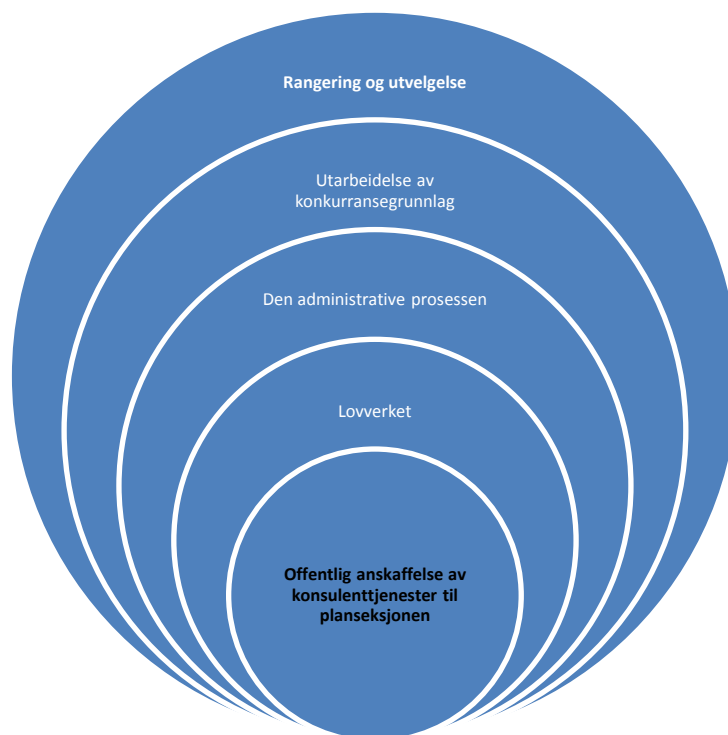 Rangering og utvelgelse
Utarbeidelse av
konkurransegrunnlag
Den administrative prosessen
Lovverket
Offentlig anskaffelse av
konsulenttjenester til
planseksjonen